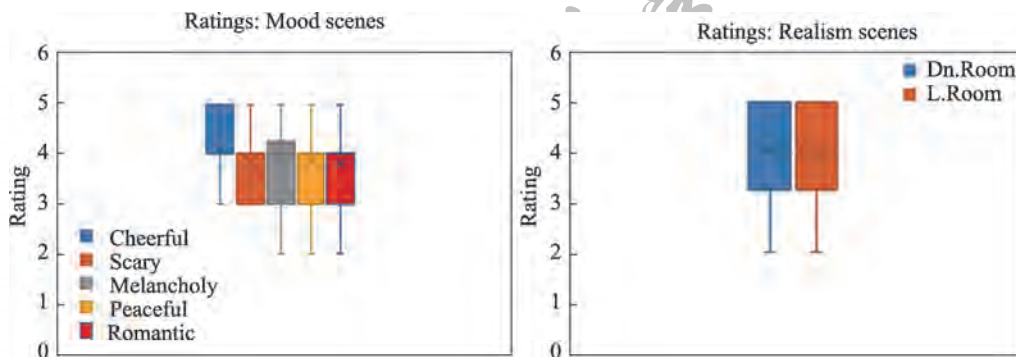 Ratings: Mood scenes
6
5
4
3
2
1
0
Rating
Cheerful
Scary
Melancholy
Peaceful
Romantic
Ratings: Realism scenes
6
5
4
3
2
1
0
Rating
Dn.Room
L.Room